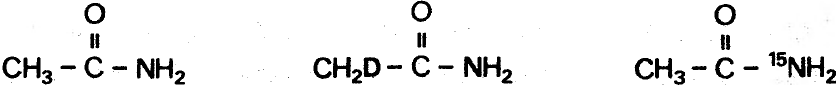 O O O
CH₃ – C – NH₂ CH₂D – C – NH₂ CH₃ – C – ¹⁵NH₂